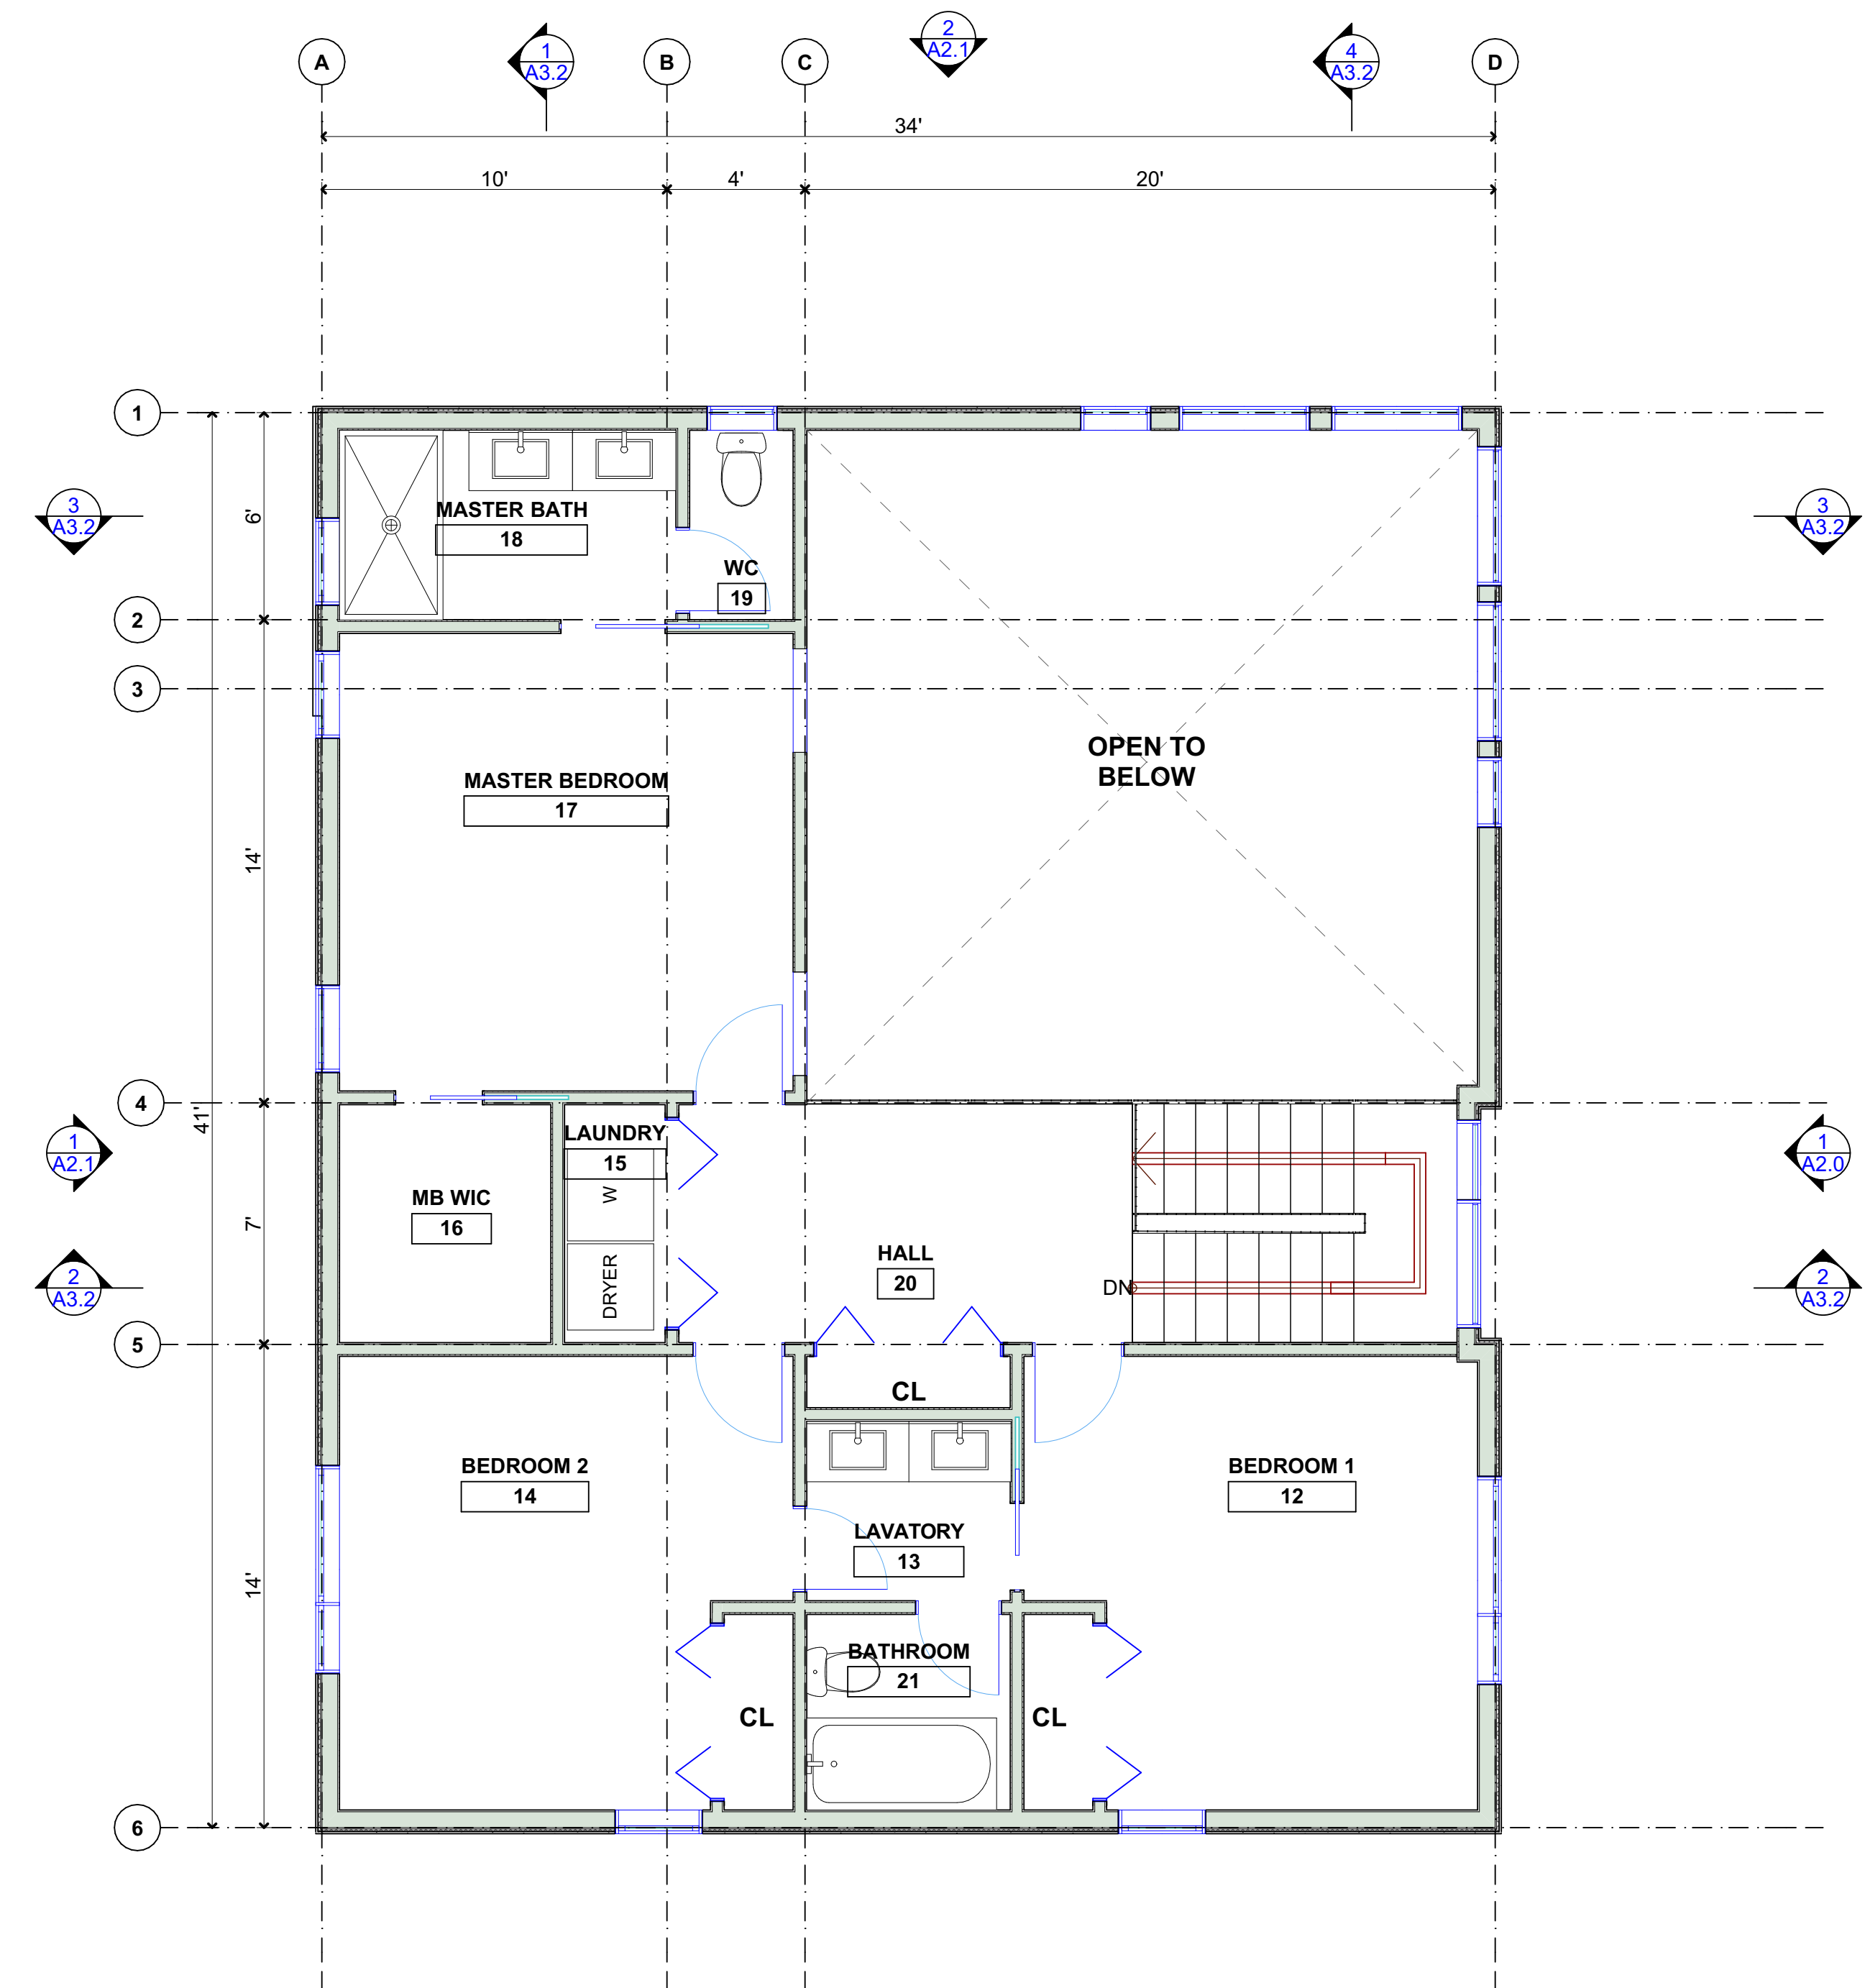 2
A2.1
A
1
A3.2
B
C
4
A3.2
D
34'
10'
4'
20'
1
3
A3.2
6'
MASTER BATH
18
WC
19
3
A3.2
2
3
OPEN TO
BELOW
MASTER BEDROOM
17
14'
4
41'
1
A2.1
LAUNDRY
15
W
1
A2.0
MB WIC
16
7'
HALL
20
2
A3.2
DRYER
DN
2
A3.2
5
CL
BEDROOM 2
14
BEDROOM 1
12
LAVATORY
13
14'
BATHROOM
21
CL
CL
6